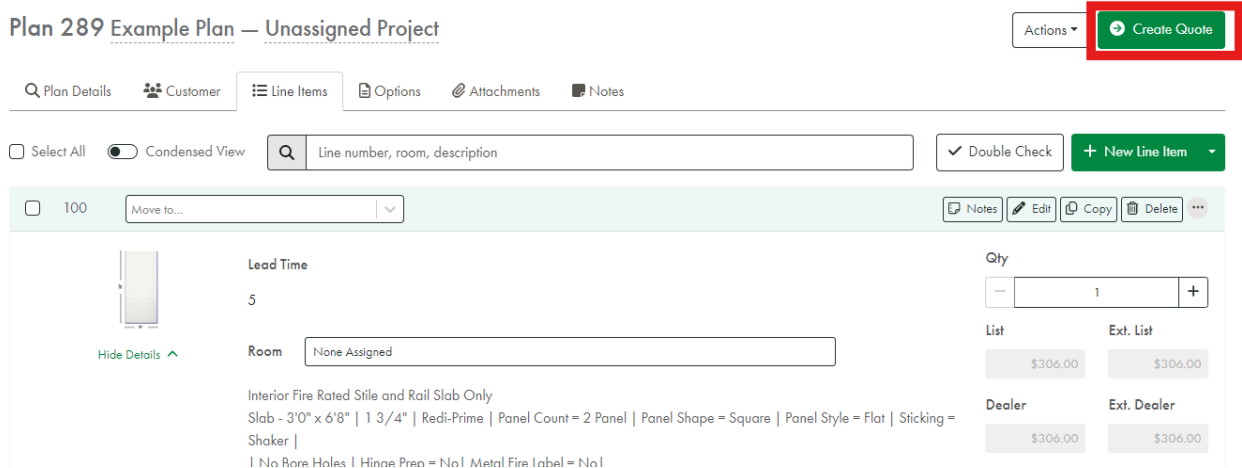 Plan 289 Example Plan — Unassigned Project
Actions
Create Quote
Plan Details
Customer
Line Items
Options
Attachments
Notes
Select All
Condensed View
Line number, room, description
Double Check
+ New Line Item
100
Move to...
Notes
Edit
Copy
Delete
Lead Time
5
Hide Details
Room
None Assigned
Interior Fire Rated Stile and Rail Slab Only
Slab - 3'0" x 6'8" | 1 3/4" | Redi-Prime | Panel Count = 2 Panel | Panel Shape = Square | Panel Style = Flat | Sticking =
Shaker |
| No Bore Holes | Hinge Prep = No| Metal Fire Label = No|
Qty
1
List
Ext. List
$306.00
$306.00
Dealer
Ext. Dealer
$306.00
$306.00